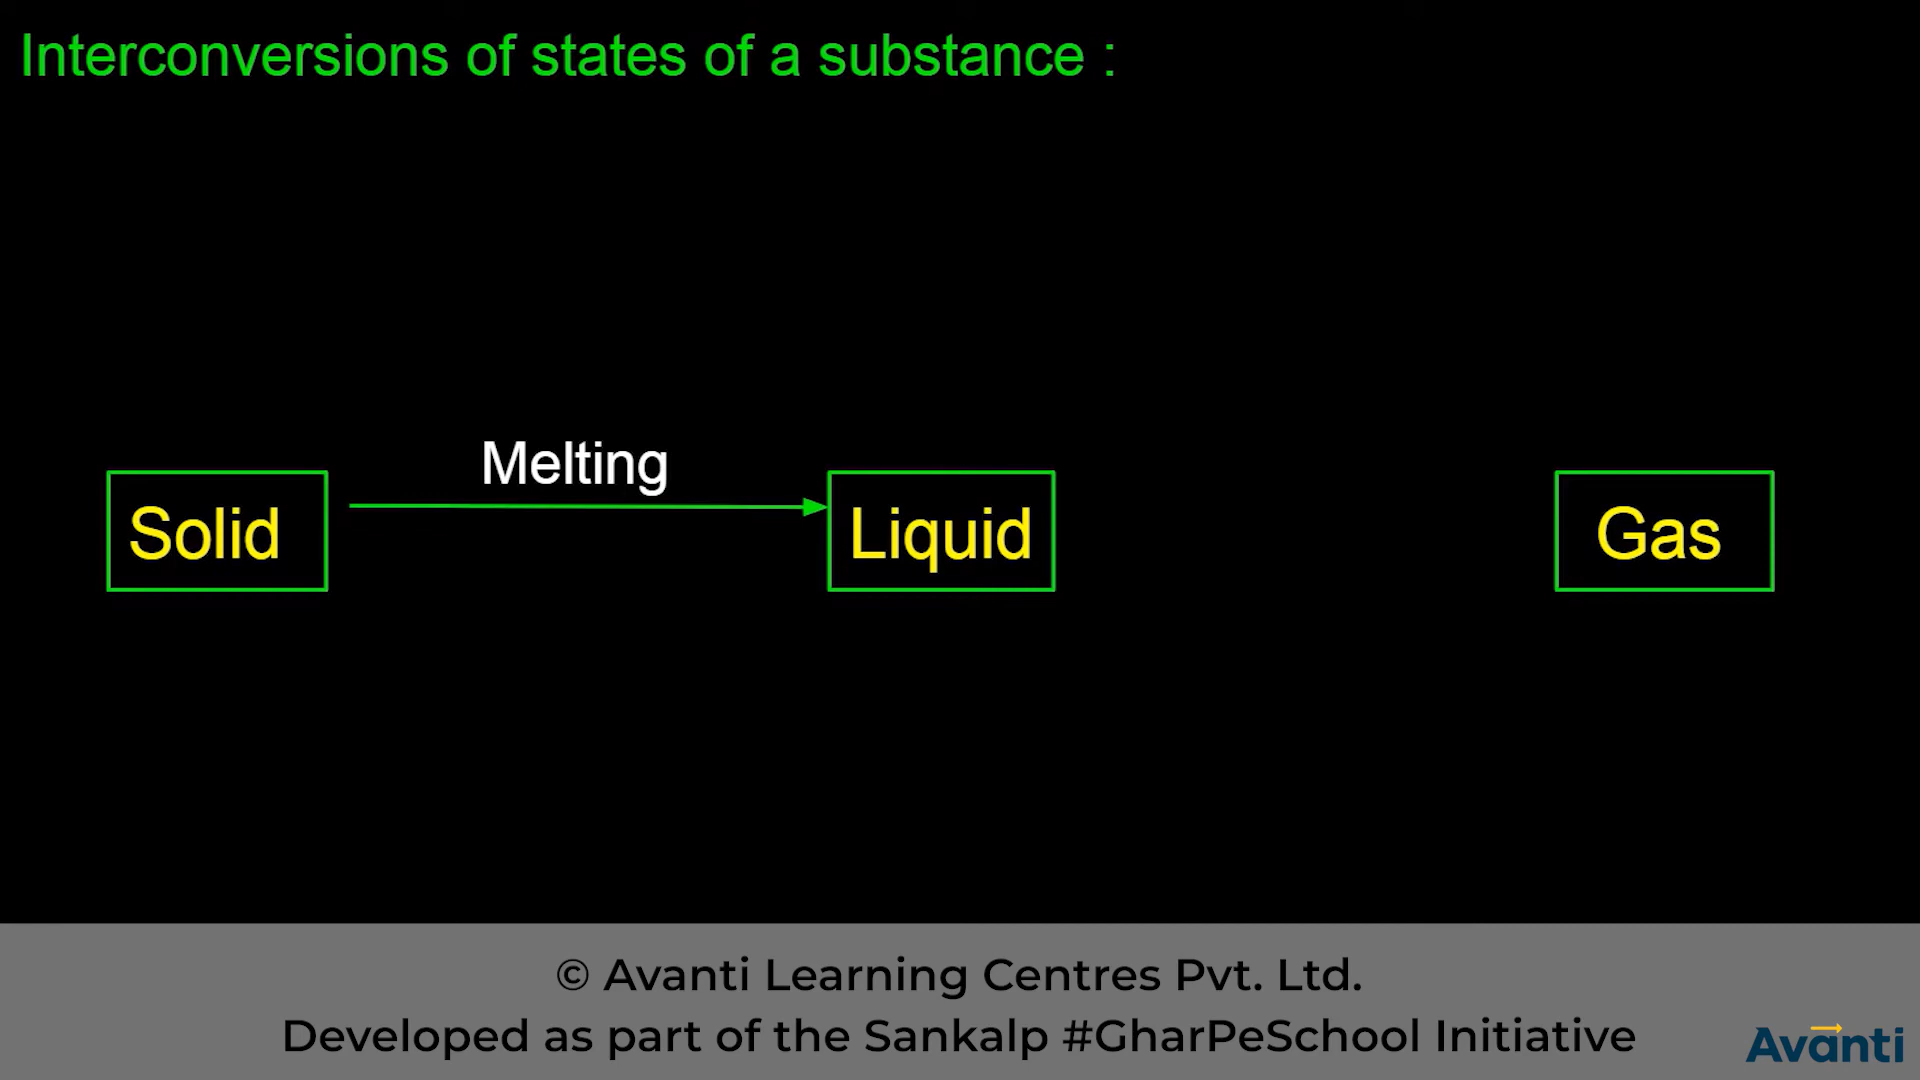 Interconversions of states of a substance :
Melting
Solid
Liquid
Gas
© Avanti Learning Centres Pvt. Ltd.
Developed as part of the Sankalp #GharPeSchool Initiative
Avanti